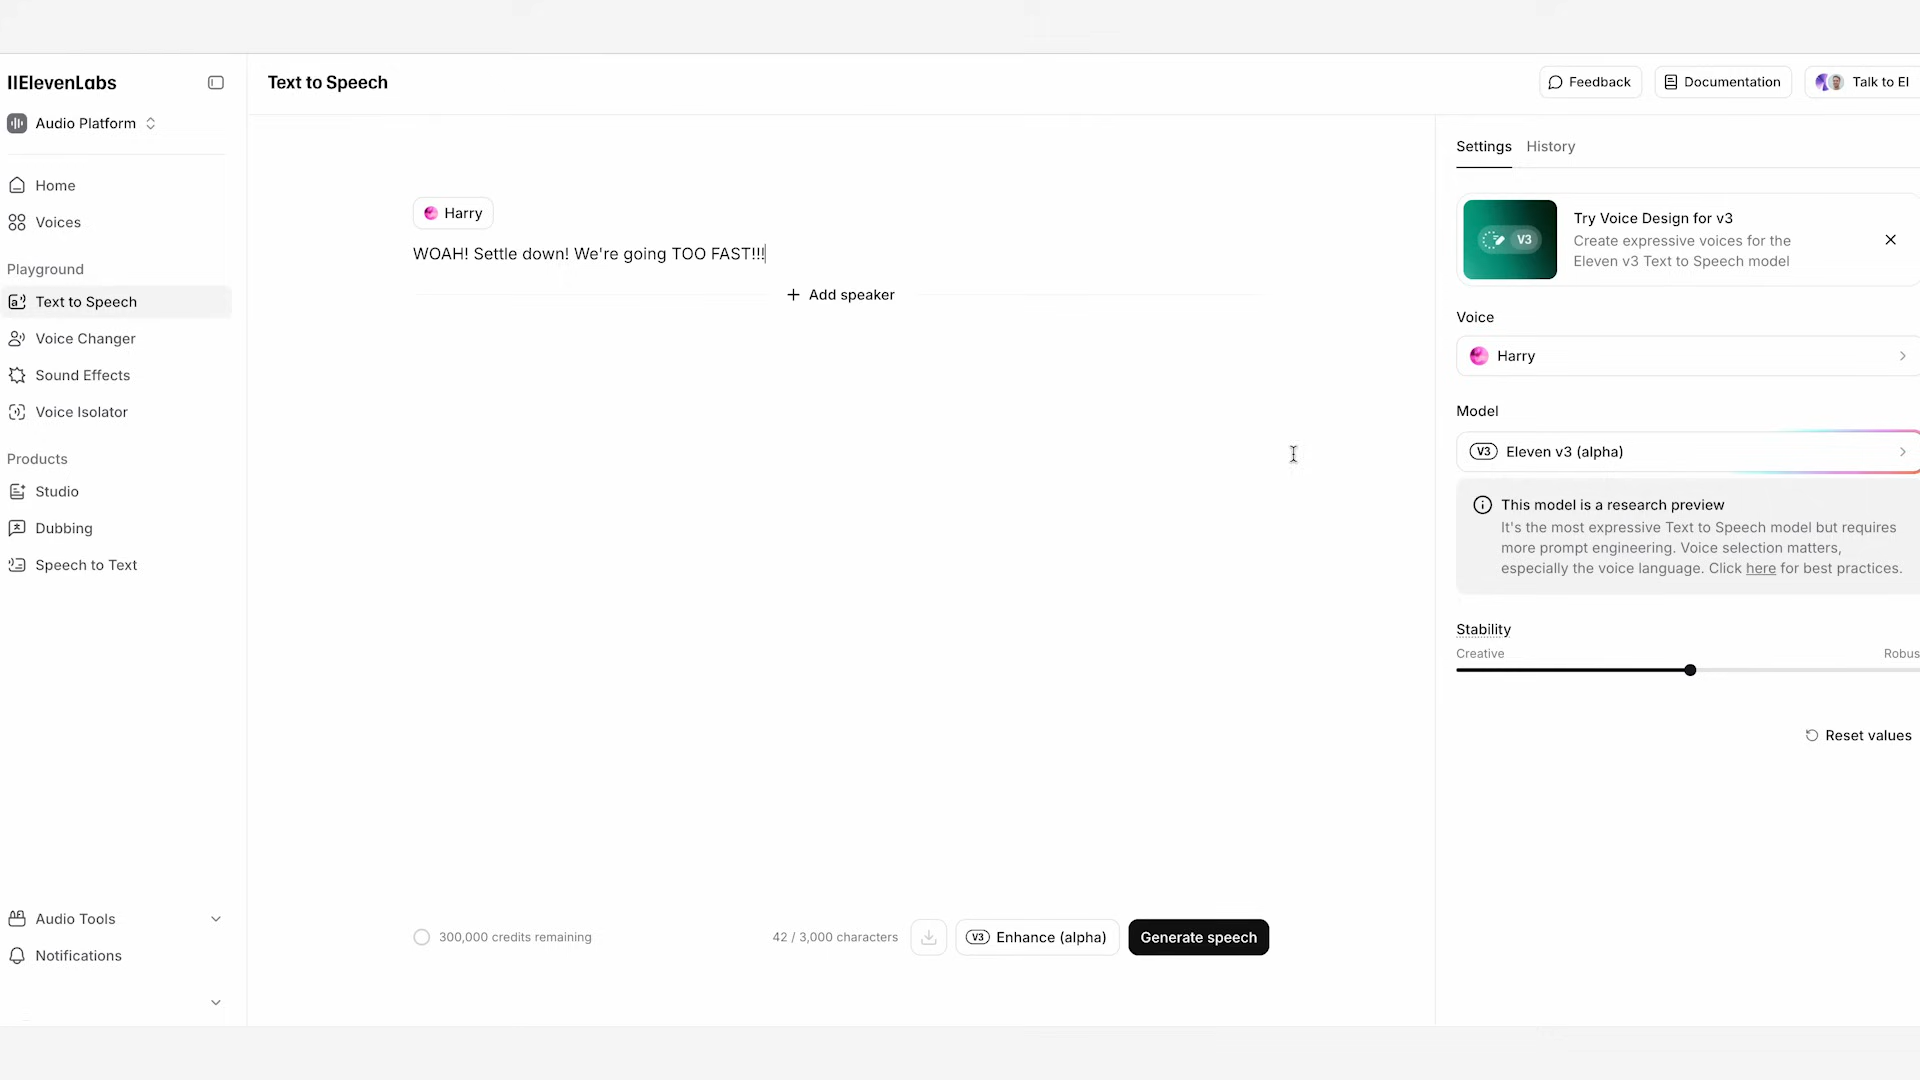 IIElevenLabs
Text to Speech
Feedback
Documentation
Talk to El
Audio Platform
Home
Voices
Playground
Text to Speech
Voice Changer
Sound Effects
Voice Isolator
Products
Studio
Dubbing
Speech to Text
Audio Tools
Notifications
Harry
WOAH! Settle down! We're going TOO FAST!!!
+ Add speaker
300,000 credits remaining
42 / 3,000 characters
V3 Enhance (alpha)
Generate speech
Settings
History
V3
Try Voice Design for v3
Create expressive voices for the
Eleven v3 Text to Speech model
Voice
Harry
Model
V3 Eleven v3 (alpha)
This model is a research preview
It's the most expressive Text to Speech model but requires
more prompt engineering. Voice selection matters,
especially the voice language. Click here for best practices.
Stability
Creative
Robus
Reset values